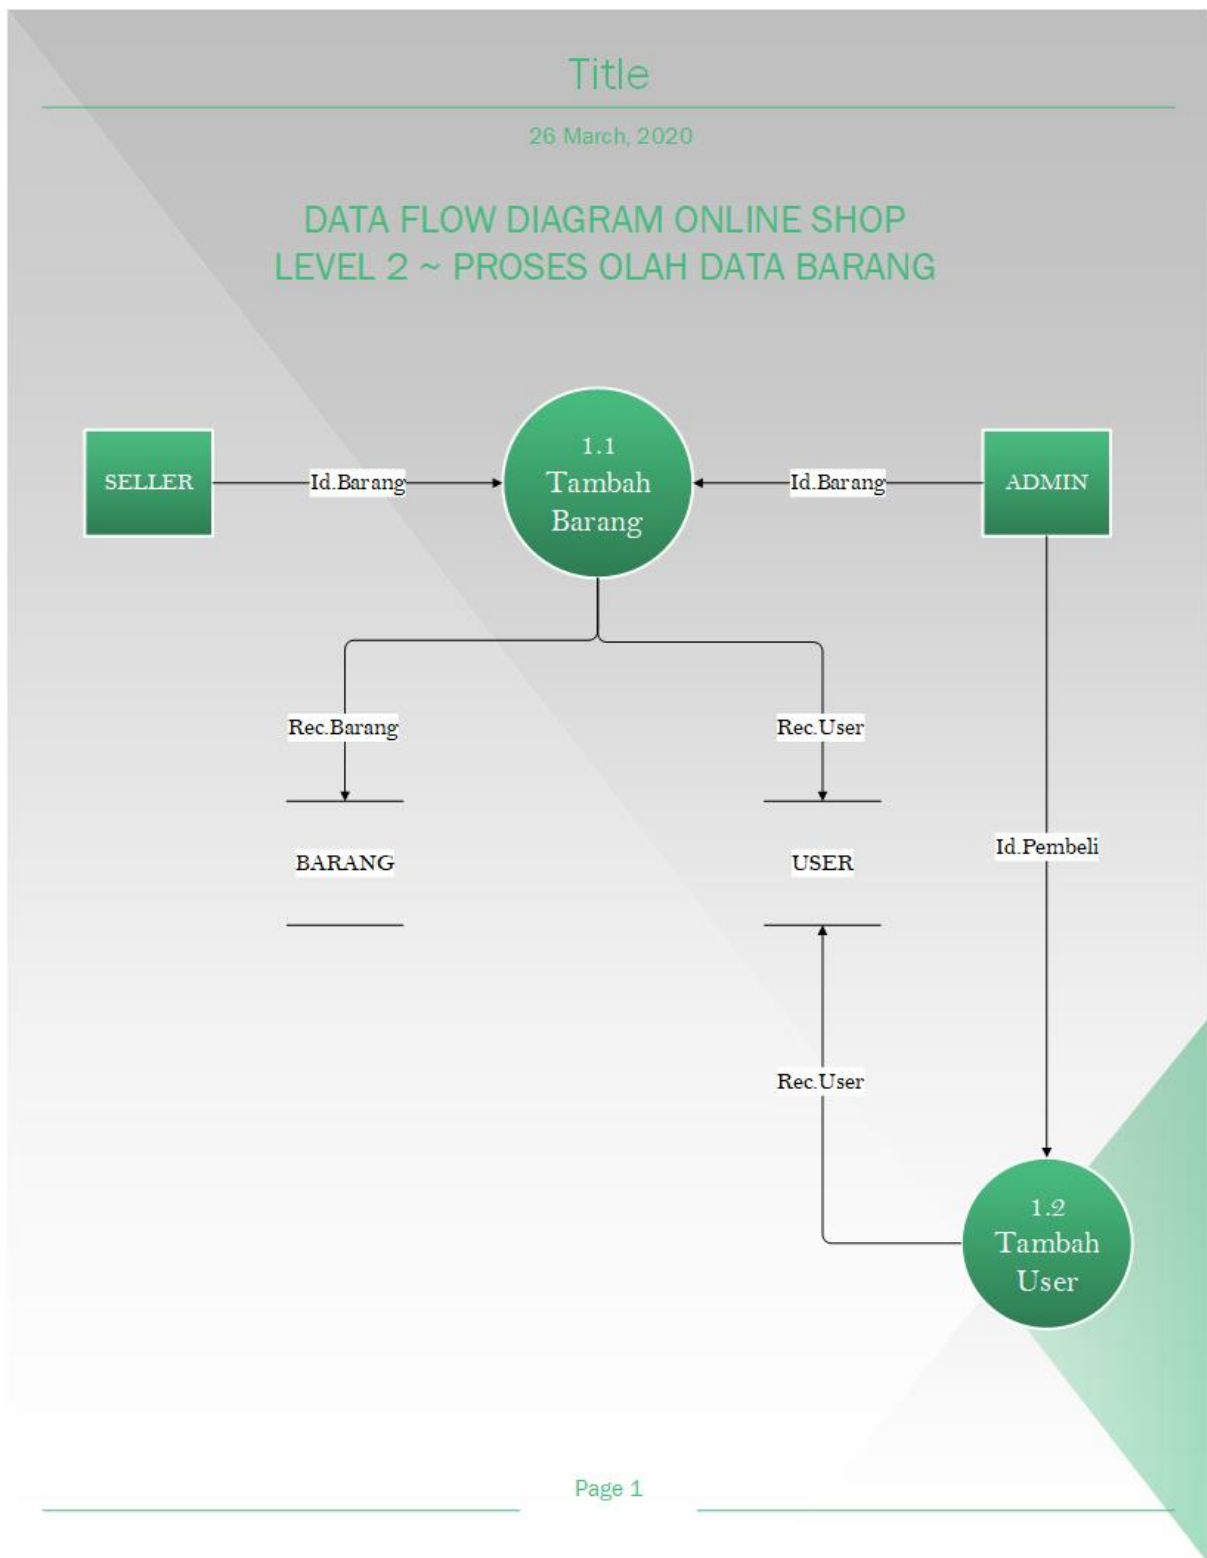 Title
26 March, 2020
DATA FLOW DIAGRAM ONLINE SHOP
LEVEL 2 ~ PROSES OLAH DATA BARANG
SELLER
Id.Barang
1.1
Tambah
Barang
Id.Barang
ADMIN
Rec.Barang
Rec.User
BARANG
USER
Id.Pembeli
Rec.User
1.2
Tambah
User
Page 1